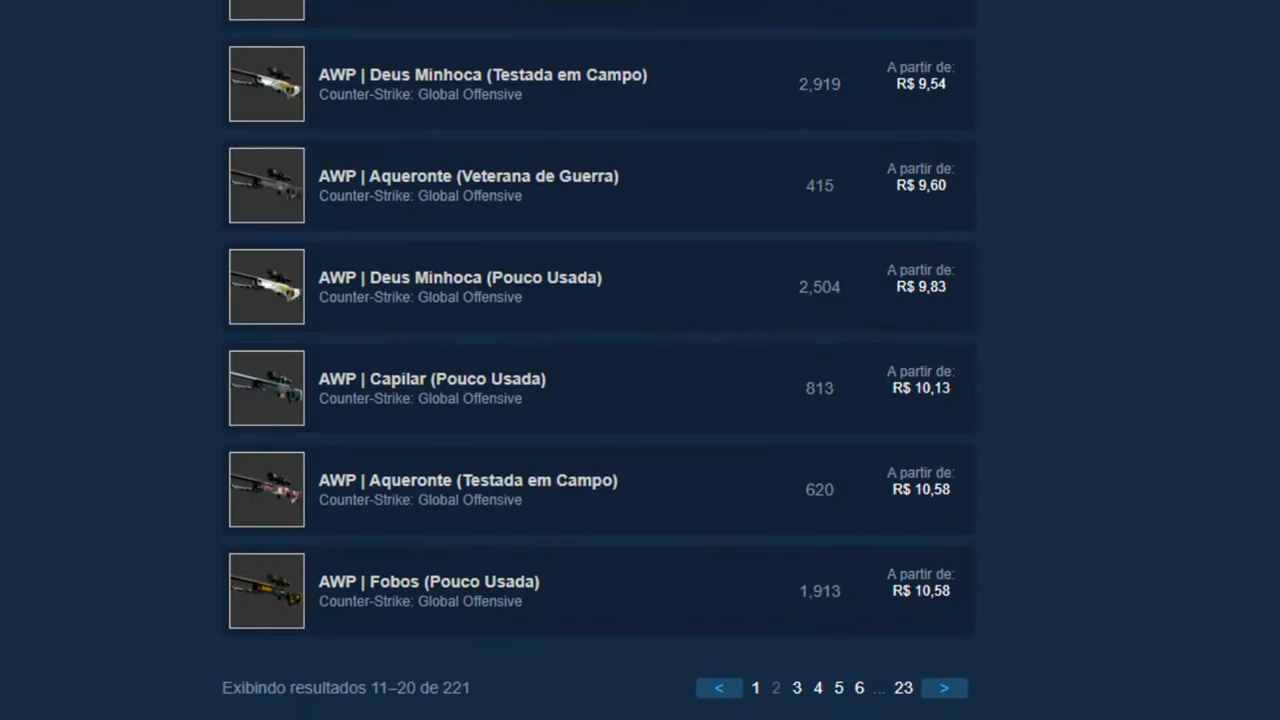 AWP | Deus Minhoca (Testada em Campo)
Counter-Strike: Global Offensive
2,919
A partir de:
R$ 9,54
AWP | Aqueronte (Veterana de Guerra)
Counter-Strike: Global Offensive
415
A partir de:
R$ 9,60
AWP | Deus Minhoca (Pouco Usada)
Counter-Strike: Global Offensive
2,504
A partir de:
R$ 9,83
AWP | Capilar (Pouco Usada)
Counter-Strike: Global Offensive
813
A partir de:
R$ 10,13
AWP | Aqueronte (Testada em Campo)
Counter-Strike: Global Offensive
620
A partir de:
R$ 10,58
AWP | Fobos (Pouco Usada)
Counter-Strike: Global Offensive
1,913
A partir de:
R$ 10,58
Exibindo resultados 11–20 de 221
< 1 2 3 4 5 6 ... 23 >